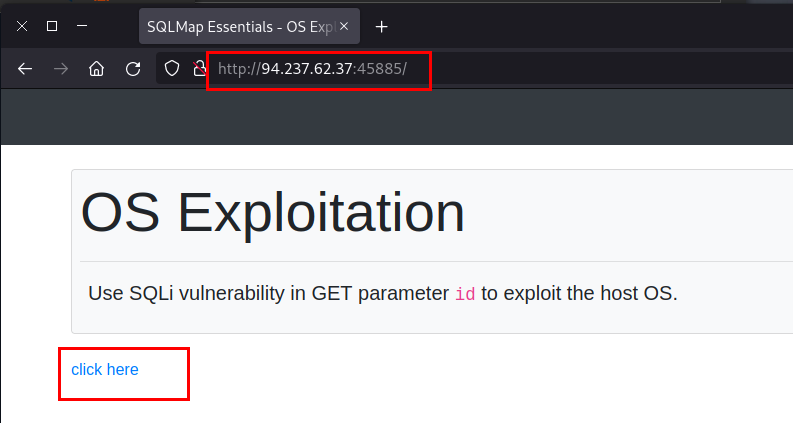 SQLMap Essentials - OS Expl
http://94.237.62.37:45885/
OS Exploitation
Use SQLi vulnerability in GET parameter id to exploit the host OS.
click here